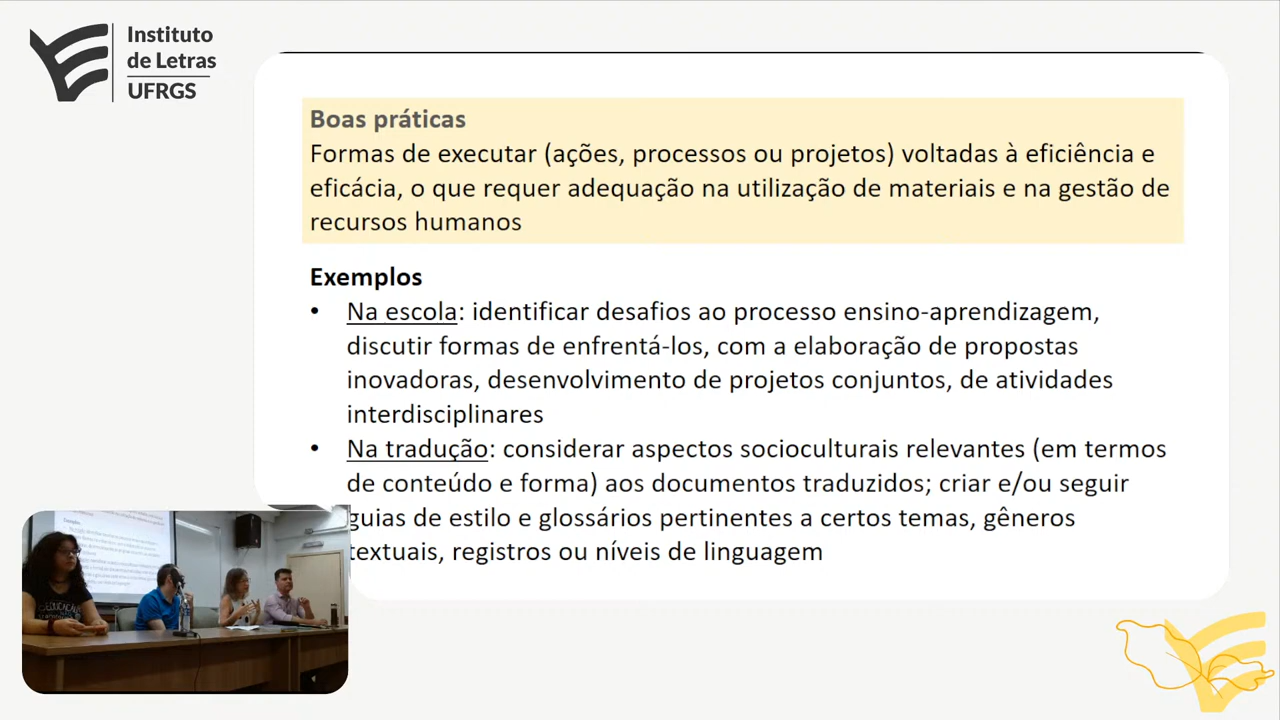 Instituto
de Letras
UFRGS
Boas práticas
Formas de executar (ações, processos ou projetos) voltadas à eficiência e
eficácia, o que requer adequação na utilização de materiais e na gestão de
recursos humanos
Exemplos
• Na escola: identificar desafios ao processo ensino-aprendizagem,
discutir formas de enfrentá-los, com a elaboração de propostas
inovadoras, desenvolvimento de projetos conjuntos, de atividades
interdisciplinares
• Na tradução: considerar aspectos socioculturais relevantes (em termos
de conteúdo e forma) aos documentos traduzidos; criar e/ou seguir
guias de estilo e glossários pertinentes a certos temas, gêneros
textuais, registros ou níveis de linguagem